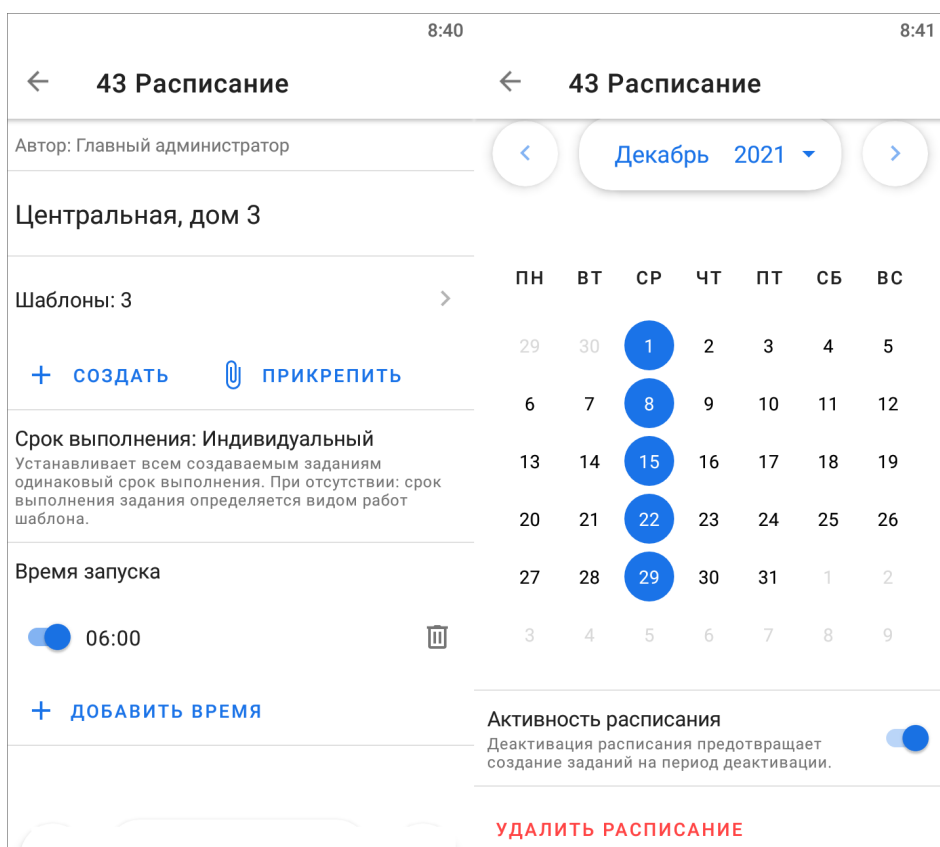 8:40
43 Расписание
Автор: Главный администратор
Центральная, дом 3
Шаблоны: 3
СОЗДАТЬ ПРИКРЕПИТЬ
Срок выполнения: Индивидуальный
Устанавливает всем создаваемым заданиям
одинаковый срок выполнения. При отсутствии: срок
выполнения задания определяется видом работ
шаблона.
Время запуска
06:00
+ ДОБАВИТЬ ВРЕМЯ
8:41
43 Расписание
Декабрь 2021
ПН ВТ СР ЧТ ПТ СБ ВС
29 30 1 2 3 4 5
6 7 8 9 10 11 12
13 14 15 16 17 18 19
20 21 22 23 24 25 26
27 28 29 30 31 1 2
3 4 5 6 7 8 9
Активность расписания
Деактивация расписания предотвращает
создание заданий на период деактивации.
УДАЛИТЬ РАСПИСАНИЕ